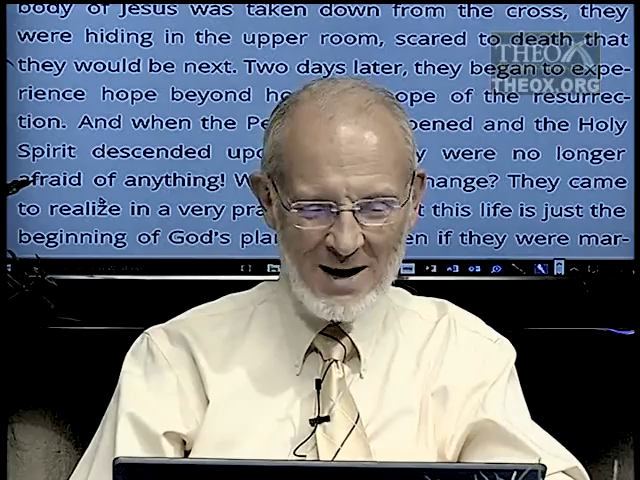 body of Jesus was taken down from the cross, they
were hiding in the upper room, scared to death that
they would be next. Two days later, they began to expe-
rience hope beyond ope of the resurrec-
tion. And when the Pe pened and the Holy
Spirit descended upo y were no longer
afraid of anything! W hange? They came
to realize in a very pra t this life is just the
beginning of God's pla en if they were mar-
THEOX
THEOX.ORG